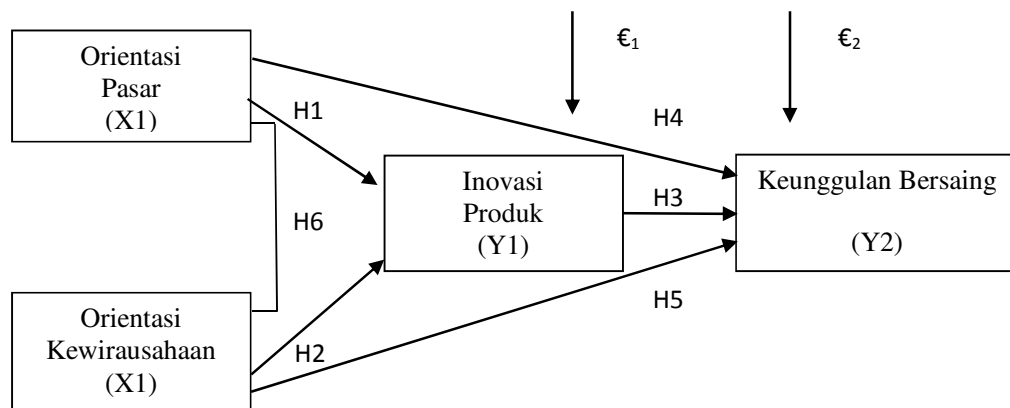 €1
€2
Orientasi
Pasar
(X1)
H1
H4
Inovasi
Produk
(Y1)
H3
Keunggulan Bersaing
(Y2)
H6
H5
Orientasi
Kewirausahaan
(X1)
H2